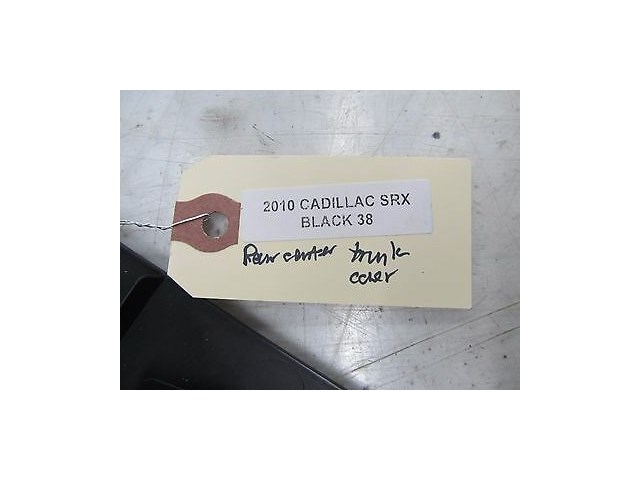 2010 CADILLAC SRX
BLACK 38
Rear center trunk
cover